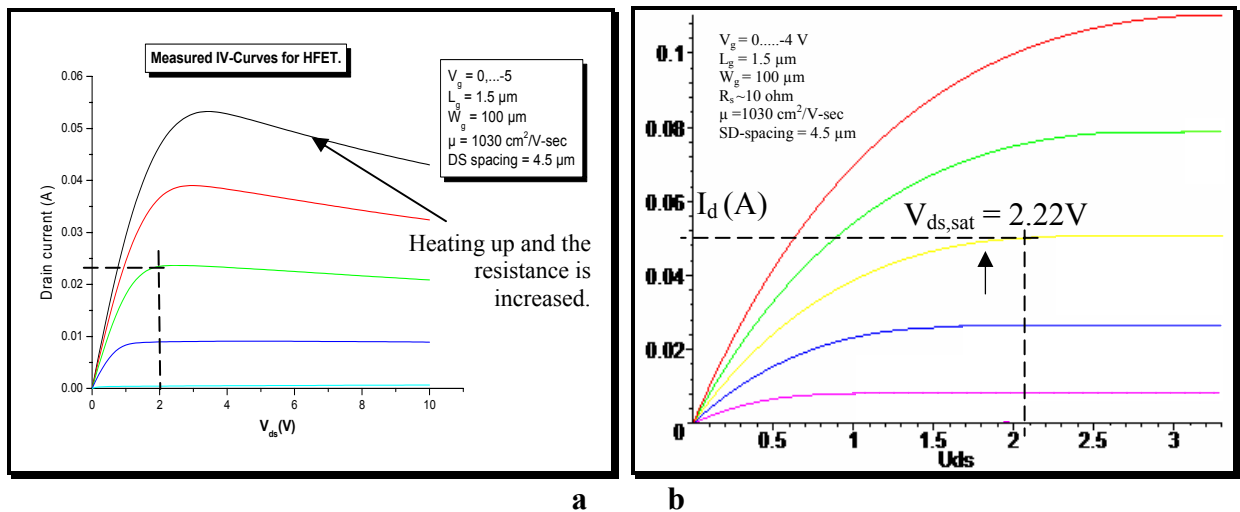 Measured IV-Curves for HFET.
V_g = 0,...-5
L_g = 1.5 µm
W_g = 100 µm
µ = 1030 cm²/V-sec
DS spacing = 4.5 µm
Heating up and the
resistance is
increased.
Drain current (A)
0.06
0.05
0.04
0.03
0.02
0.01
0.00
0 2 4 6 8 10
V_ds(V)
a
V_g = 0.....-4 V
L_g = 1.5 µm
W_g = 100 µm
R_s~10 ohm
µ =1030 cm²/V-sec
SD-spacing = 4.5 µm
I_d (A)
V_ds,sat = 2.22V
0.1
0.08
0.06
0.04
0.02
0
0.5 1 1.5 2 2.5 3
Uds
b